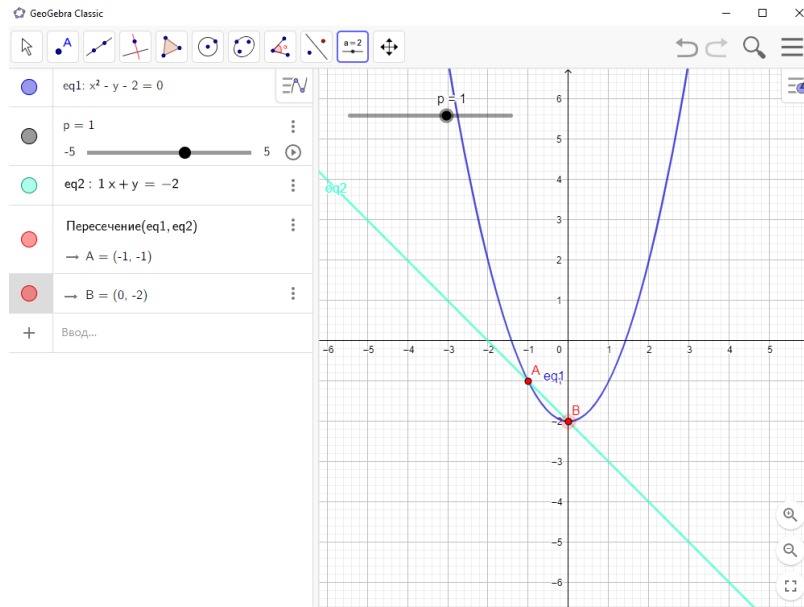 GeoGebra Classic
A
a=2
eq1: x² - y - 2 = 0
p = 1
-5
5
eq2 : 1 x + y = −2
Пересечение(eq1, eq2)
→ A = (-1, -1)
→ B = (0, -2)
+ Ввод...
p = 1
eq2
A
eq1
B
6
5
4
3
2
1
−6 −5 −4 −3 −2 −1 0 1 2 3 4 5
−1
−2
−3
−4
−5
−6